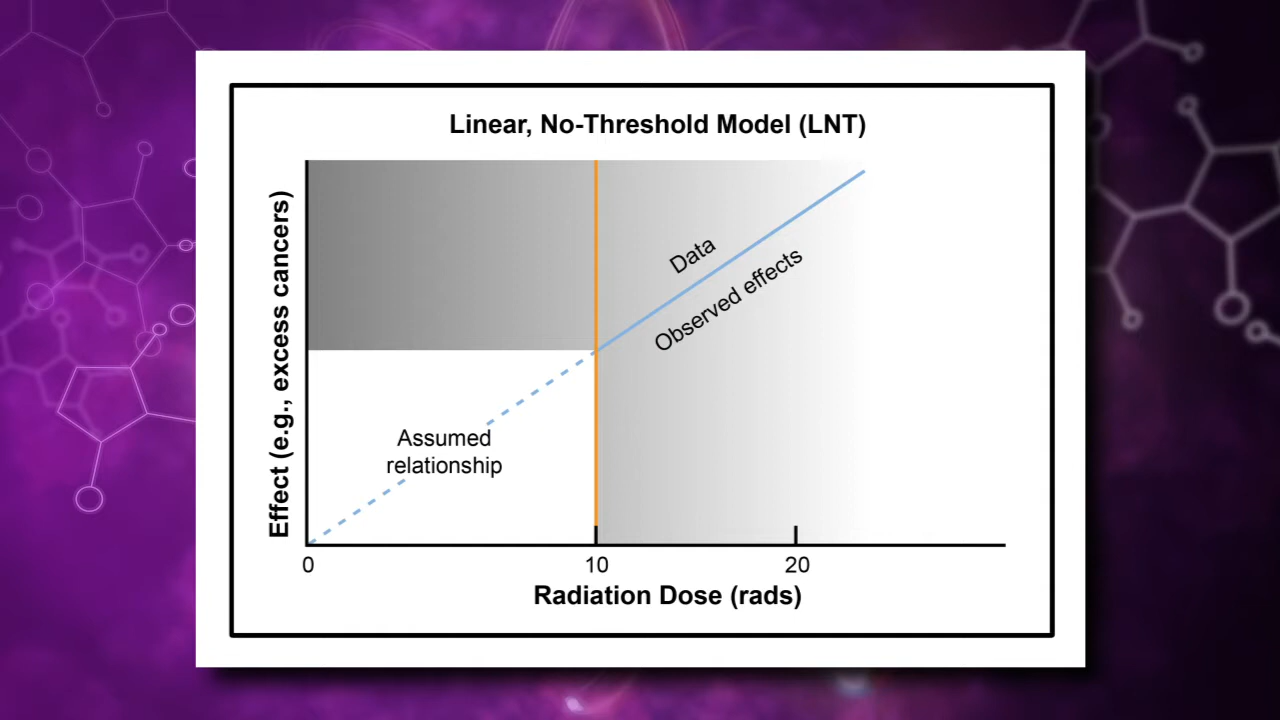 Linear, No-Threshold Model (LNT)
Effect (e.g., excess cancers)
Data
Observed effects
Assumed
relationship
0
10
20
Radiation Dose (rads)